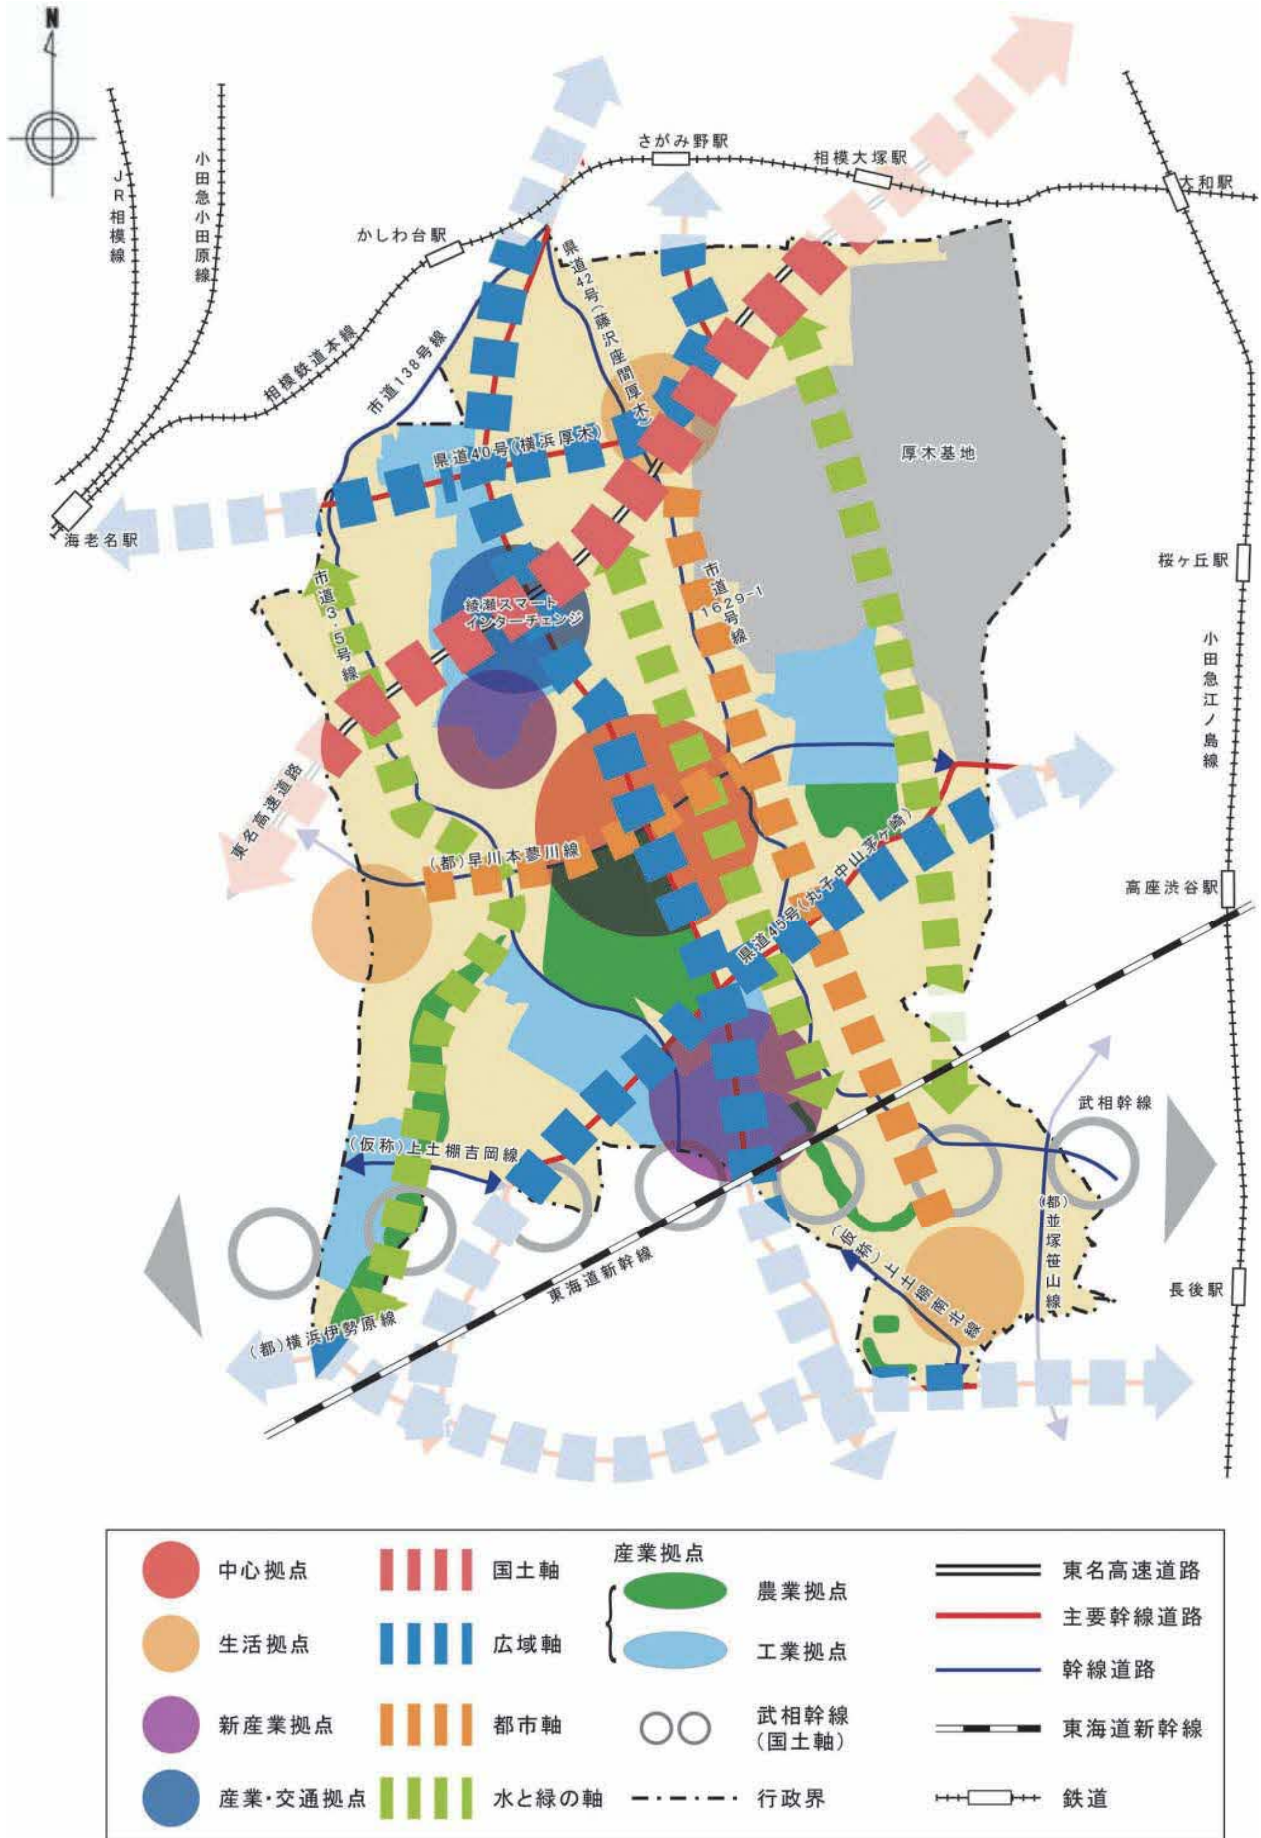 N
さがみ野駅
相模大塚駅
大和駅
小田急小田原線
JR相模線
かしわ台駅
県道42号(藤沢座間厚木)
市道138号線
相模鉄道本線
県道40号(横浜厚木)
厚木基地
海老名駅
桜ヶ丘駅
市道3・5号線
市道
1629-1
号線
綾瀬スマート
インターチェンジ
小田急江ノ島線
東名高速道路
(都)早川本蓼川線
県道45号(丸子中山茅ヶ崎)
高座渋谷駅
武相幹線
(仮称)上土棚吉岡線
(都)並塚笹山線
東海道新幹線
(仮称)上土棚南北線
長後駅
(都)横浜伊勢原線
中心拠点
国土軸
産業拠点
農業拠点
東名高速道路
主要幹線道路
生活拠点
広域軸
工業拠点
幹線道路
新産業拠点
都市軸
武相幹線
(国土軸)
東海道新幹線
産業・交通拠点
水と緑の軸
行政界
鉄道